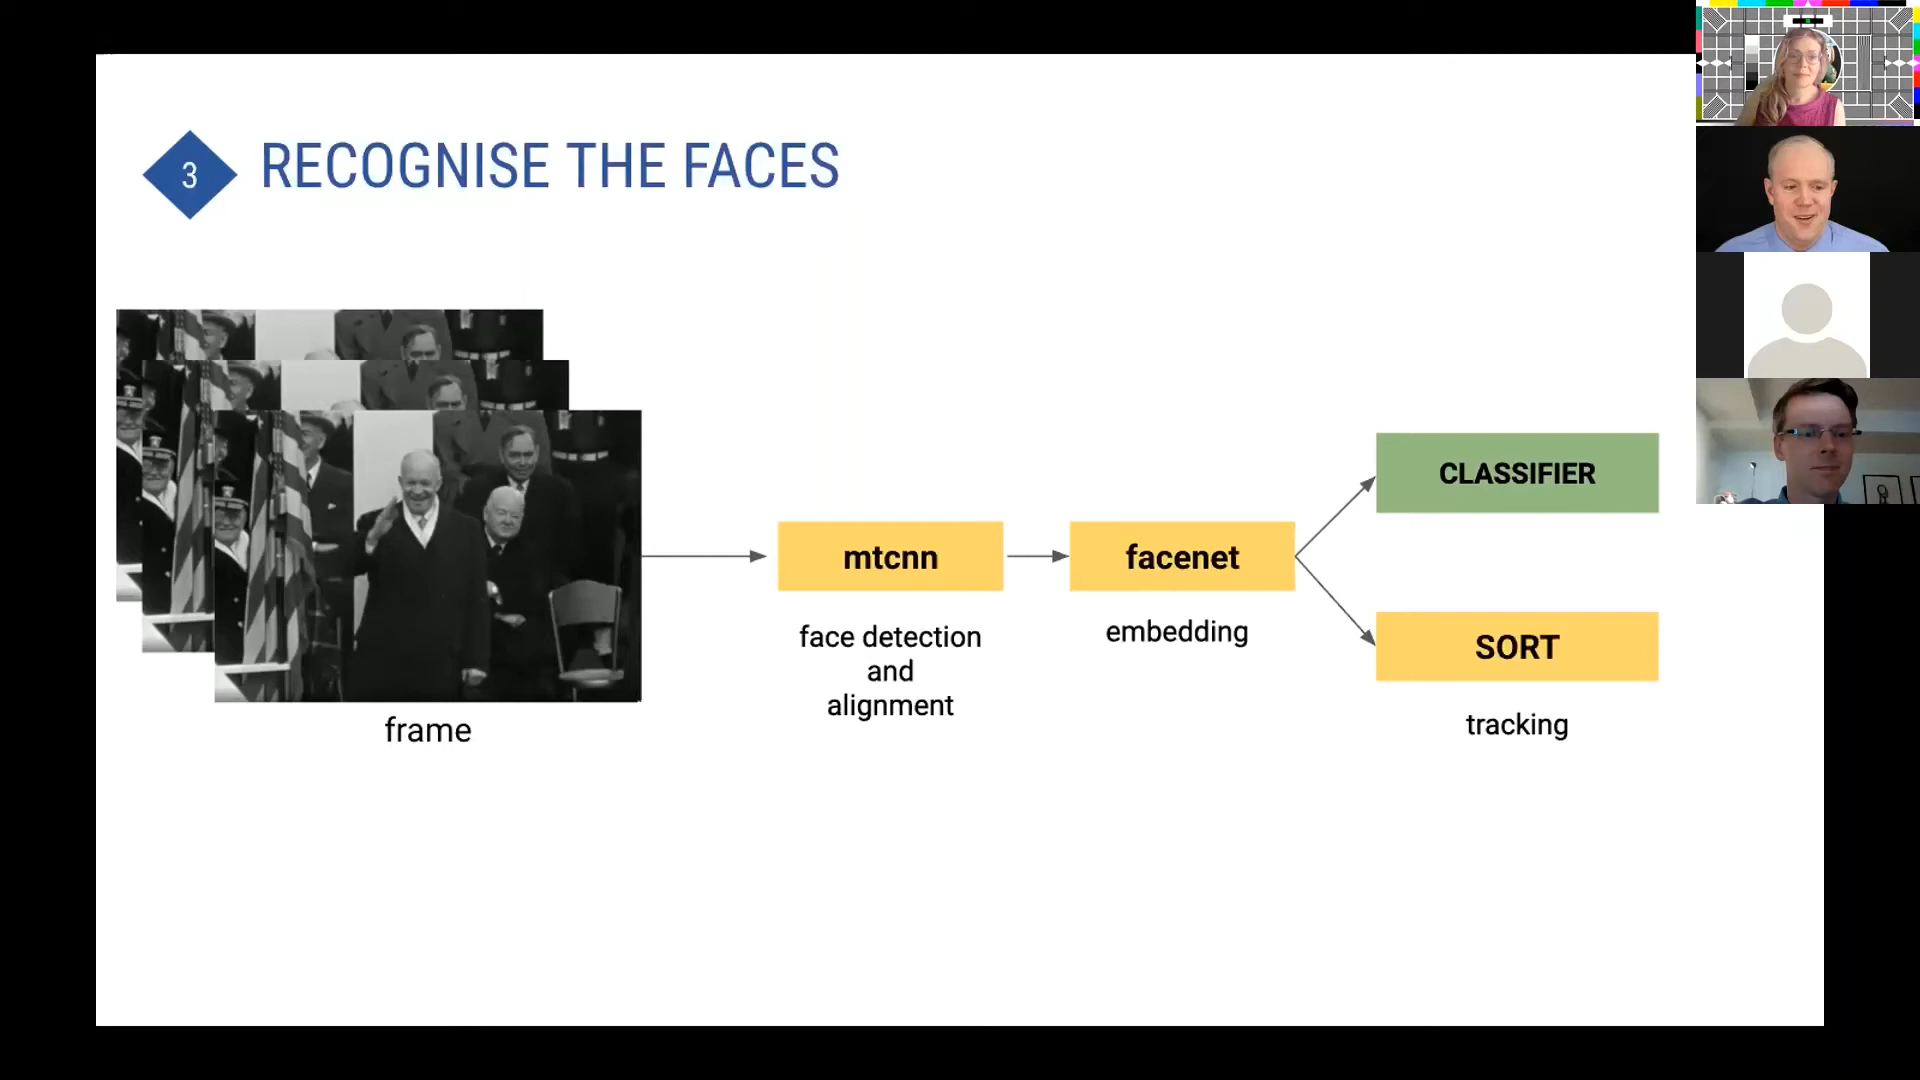 3
RECOGNISE THE FACES
frame
mtcnn
face detection
and
alignment
facenet
embedding
CLASSIFIER
SORT
tracking